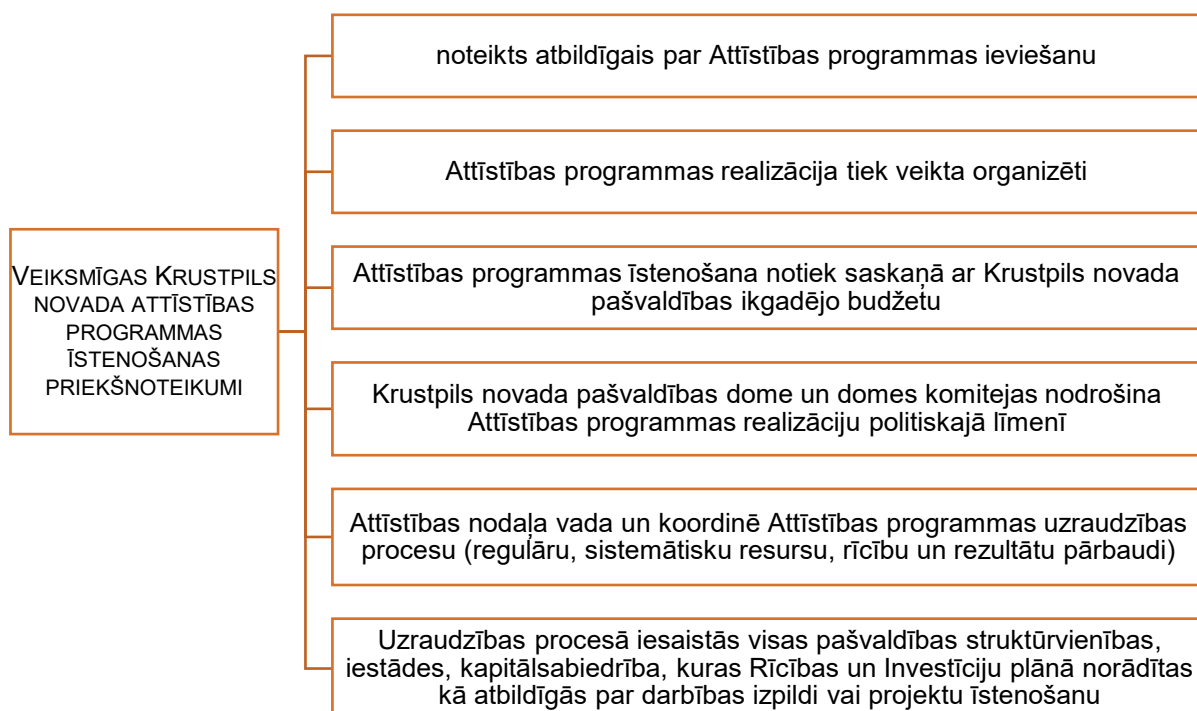 noteikts atbildīgais par Attīstības programmas ieviešanu
Attīstības programmas realizācija tiek veikta organizēti
VEIKSMĪGAS KRUSTPILS
NOVADA ATTĪSTĪBAS
PROGRAMMAS
ĪSTENOŠANAS
PRIEKŠNOTEIKUMI
Attīstības programmas īstenošana notiek saskaņā ar Krustpils novada
pašvaldības ikgadējo budžetu
Krustpils novada pašvaldības dome un domes komitejas nodrošina
Attīstības programmas realizāciju politiskajā līmenī
Attīstības nodaļa vada un koordinē Attīstības programmas uzraudzības
procesu (regulāru, sistemātisku resursu, rīcību un rezultātu pārbaudi)
Uzraudzības procesā iesaistās visas pašvaldības struktūrvienības,
iestādes, kapitālsabiedrība, kuras Rīcības un Investīciju plānā norādītas
kā atbildīgās par darbības izpildi vai projektu īstenošanu